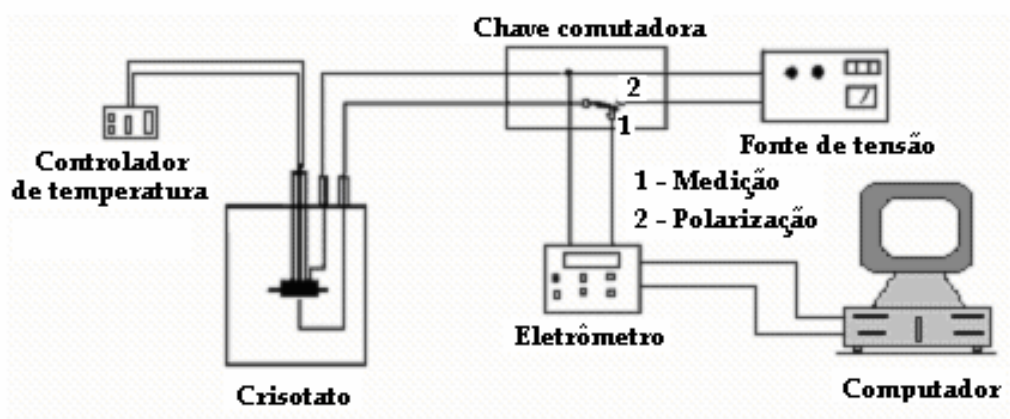 Chave comutadora
2
1
Controlador
de temperatura
Fonte de tensão
1 - Medição
2 - Polarização
Eletrômetro
Crisotato
Computador